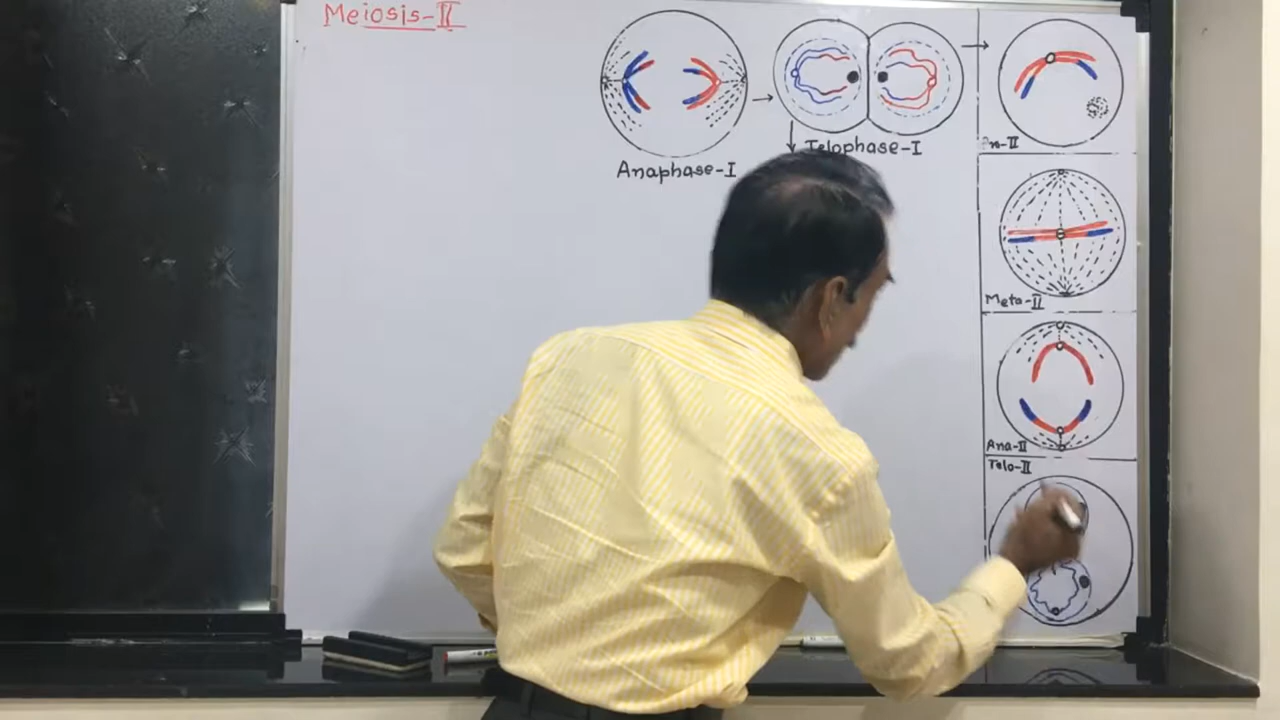 Meiosis-II
Anaphase-I
Telophase-I
Meta-II
Ana-II
Telo-II